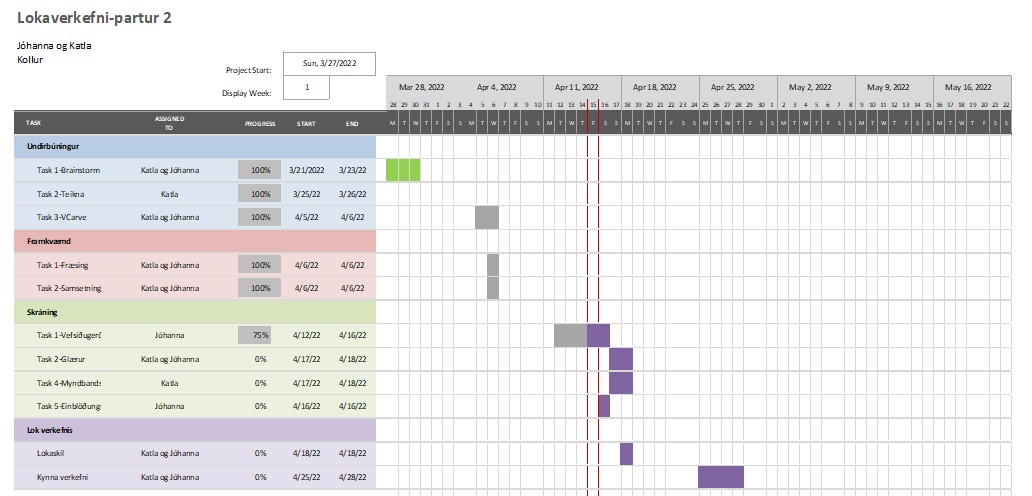 Lokaverkefni-partur 2
Jóhanna og Katla
Kollur
Project Start: Sun, 3/27/2022
Display Week: 1
Mar 28, 2022 Apr 4, 2022 Apr 11, 2022 Apr 18, 2022 Apr 25, 2022 May 2, 2022 May 9, 2022 May 16, 2022
28 29 30 31 1 2 3 4 5 6 7 8 9 10 11 12 13 14 15 16 17 18 19 20 21 22 23 24 25 26 27 28 29 30 1 2 3 4 5 6 7 8 9 10 11 12 13 14 15 16 17 18 19 20 21 22
TASK ASSIGNED TO PROGRESS START END M T W T F S S M T W T F S S M T W T F S S M T W T F S S M T W T F S S M T W T F S S M T W T F S S M T W T F S S
Undirbúningur
Task 1-Brainstorm Katla og Jóhanna 100% 3/21/2022 3/23/22
Task 2-Teikna Katla 100% 3/25/22 3/26/22
Task 3-VCarve Katla og Jóhanna 100% 4/5/22 4/6/22
Framkvæmd
Task 1-Fræsing Katla og Jóhanna 100% 4/6/22 4/6/22
Task 2-Samsetning Katla og Jóhanna 100% 4/6/22 4/6/22
Skráning
Task 1-Vefsíðugerð Jóhanna 75% 4/12/22 4/16/22
Task 2-Glærur Katla og Jóhanna 0% 4/17/22 4/18/22
Task 4-Myndbands Katla 0% 4/17/22 4/18/22
Task 5-Einblöðung Jóhanna 0% 4/16/22 4/16/22
Lok verkefnis
Lokaskil Katla og Jóhanna 0% 4/18/22 4/18/22
Kynna verkefni Katla og Jóhanna 0% 4/25/22 4/28/22